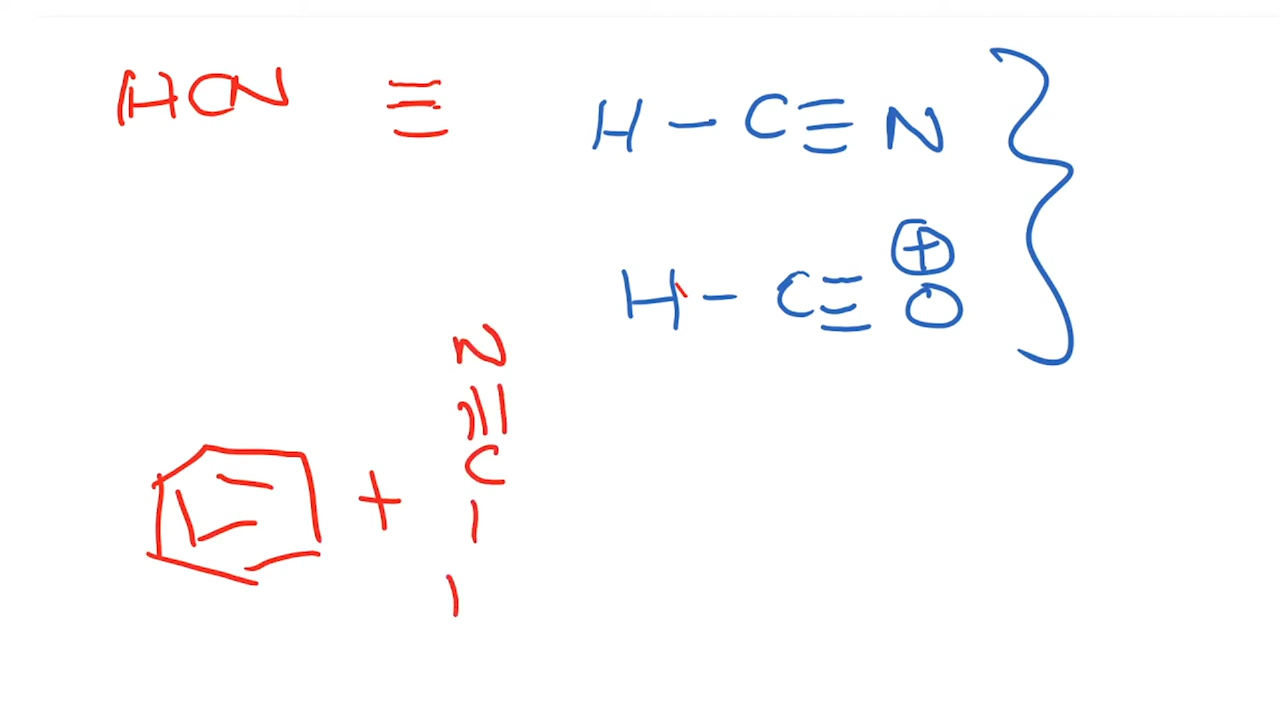 HCN ≡ H - C ≡ N
H - C ≡ O⊕
N
|||
C
|
+